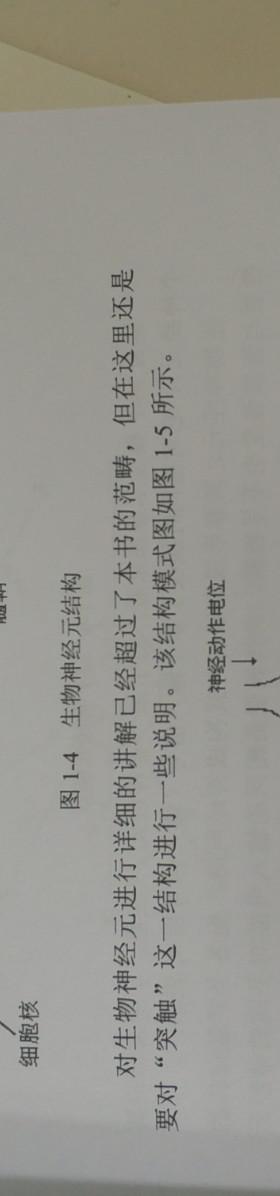 细胞核
图 1-4 生物神经元结构
对生物神经元进行详细的讲解已经超过了本书的范畴，但在这里还是
要对“突触”这一结构进行一些说明。该结构模式图如图 1-5 所示。
神经动作电位